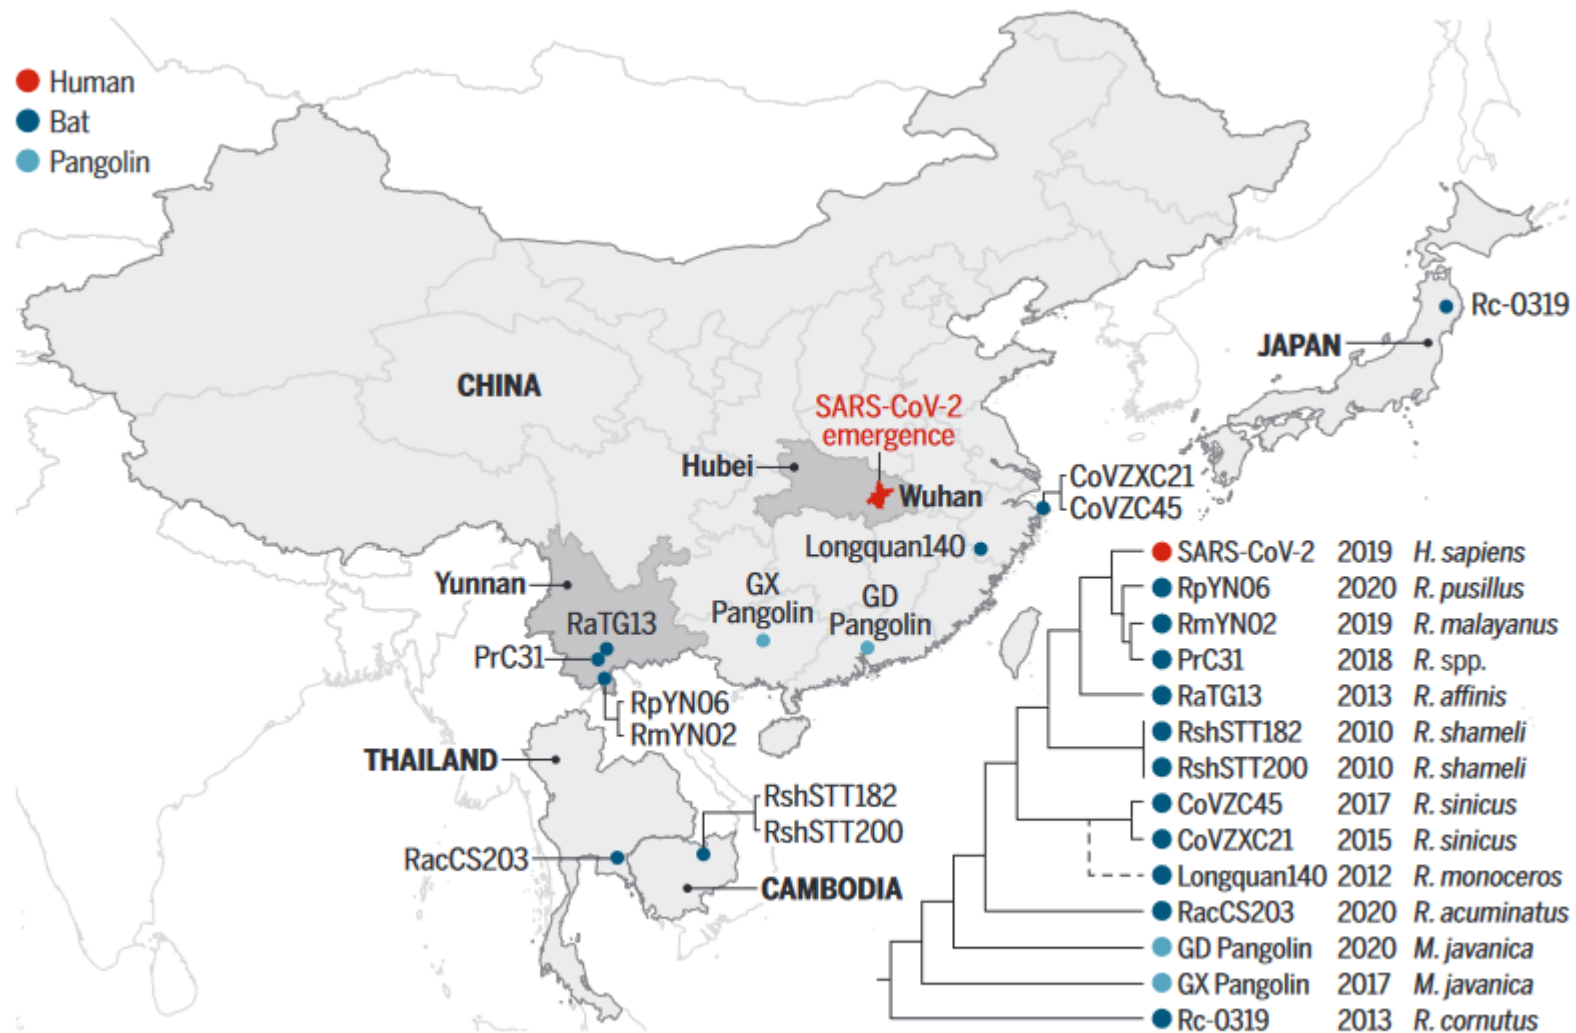 Human
Bat
Pangolin
Rc-0319
JAPAN
CHINA
SARS-CoV-2
emergence
Hubei
Wuhan
CoVZXC21
CoVZC45
Longquan140
Yunnan
GX
Pangolin
GD
Pangolin
RaTG13
PrC31
RpYN06
RmYN02
THAILAND
RshSTT182
RshSTT200
RacCS203
CAMBODIA
SARS-CoV-2 2019 H. sapiens
RpYN06 2020 R. pusillus
RmYN02 2019 R. malayanus
PrC31 2018 R. spp.
RaTG13 2013 R. affinis
RshSTT182 2010 R. shameli
RshSTT200 2010 R. shameli
CoVZC45 2017 R. sinicus
CoVZXC21 2015 R. sinicus
Longquan140 2012 R. monoceros
RacCS203 2020 R. acuminatus
GD Pangolin 2020 M. javanica
GX Pangolin 2017 M. javanica
Rc-0319 2013 R. cornutus